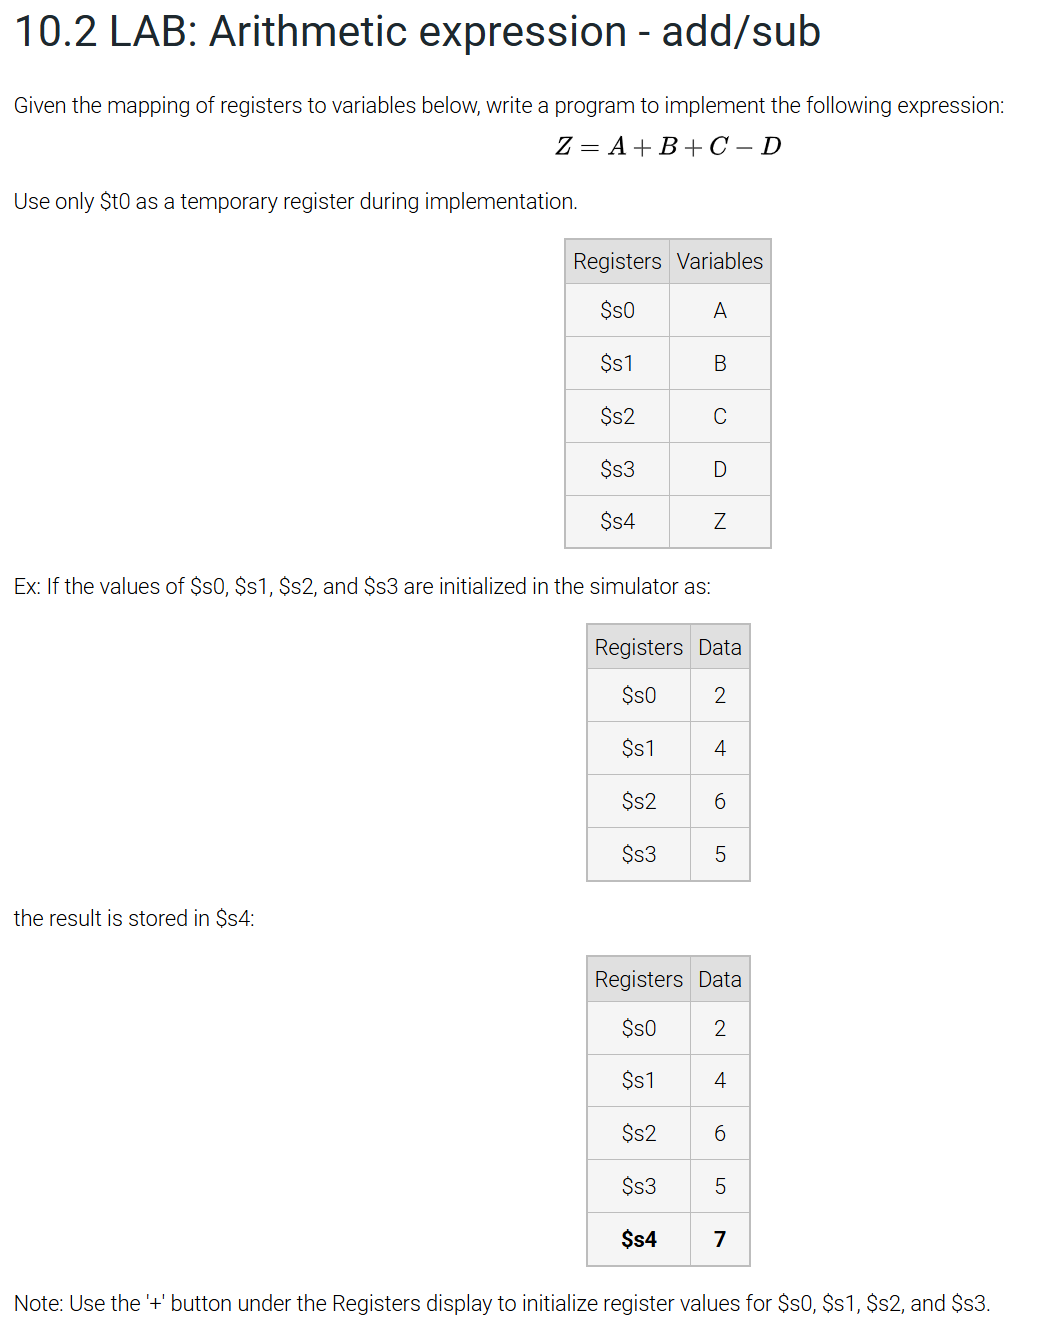 10.2 LAB: Arithmetic expression - add/sub
Given the mapping of registers to variables below, write a program to implement the following expression:
Z = A + B + C − D
Use only $t0 as a temporary register during implementation.
Registers Variables
$s0 A
$s1 B
$s2 C
$s3 D
$s4 Z
Ex: If the values of $s0, $s1, $s2, and $s3 are initialized in the simulator as:
Registers Data
$s0 2
$s1 4
$s2 6
$s3 5
the result is stored in $s4:
Registers Data
$s0 2
$s1 4
$s2 6
$s3 5
$s4 7
Note: Use the '+' button under the Registers display to initialize register values for $s0, $s1, $s2, and $s3.